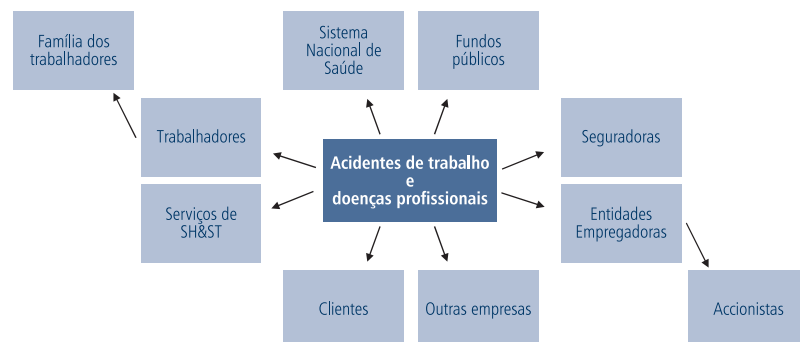 Família dos
trabalhadores
Sistema
Nacional de
Saúde
Fundos
públicos
Trabalhadores
Seguradoras
Acidentes de trabalho
e
doenças profissionais
Serviços de
SH&ST
Entidades
Empregadoras
Clientes
Outras empresas
Accionistas